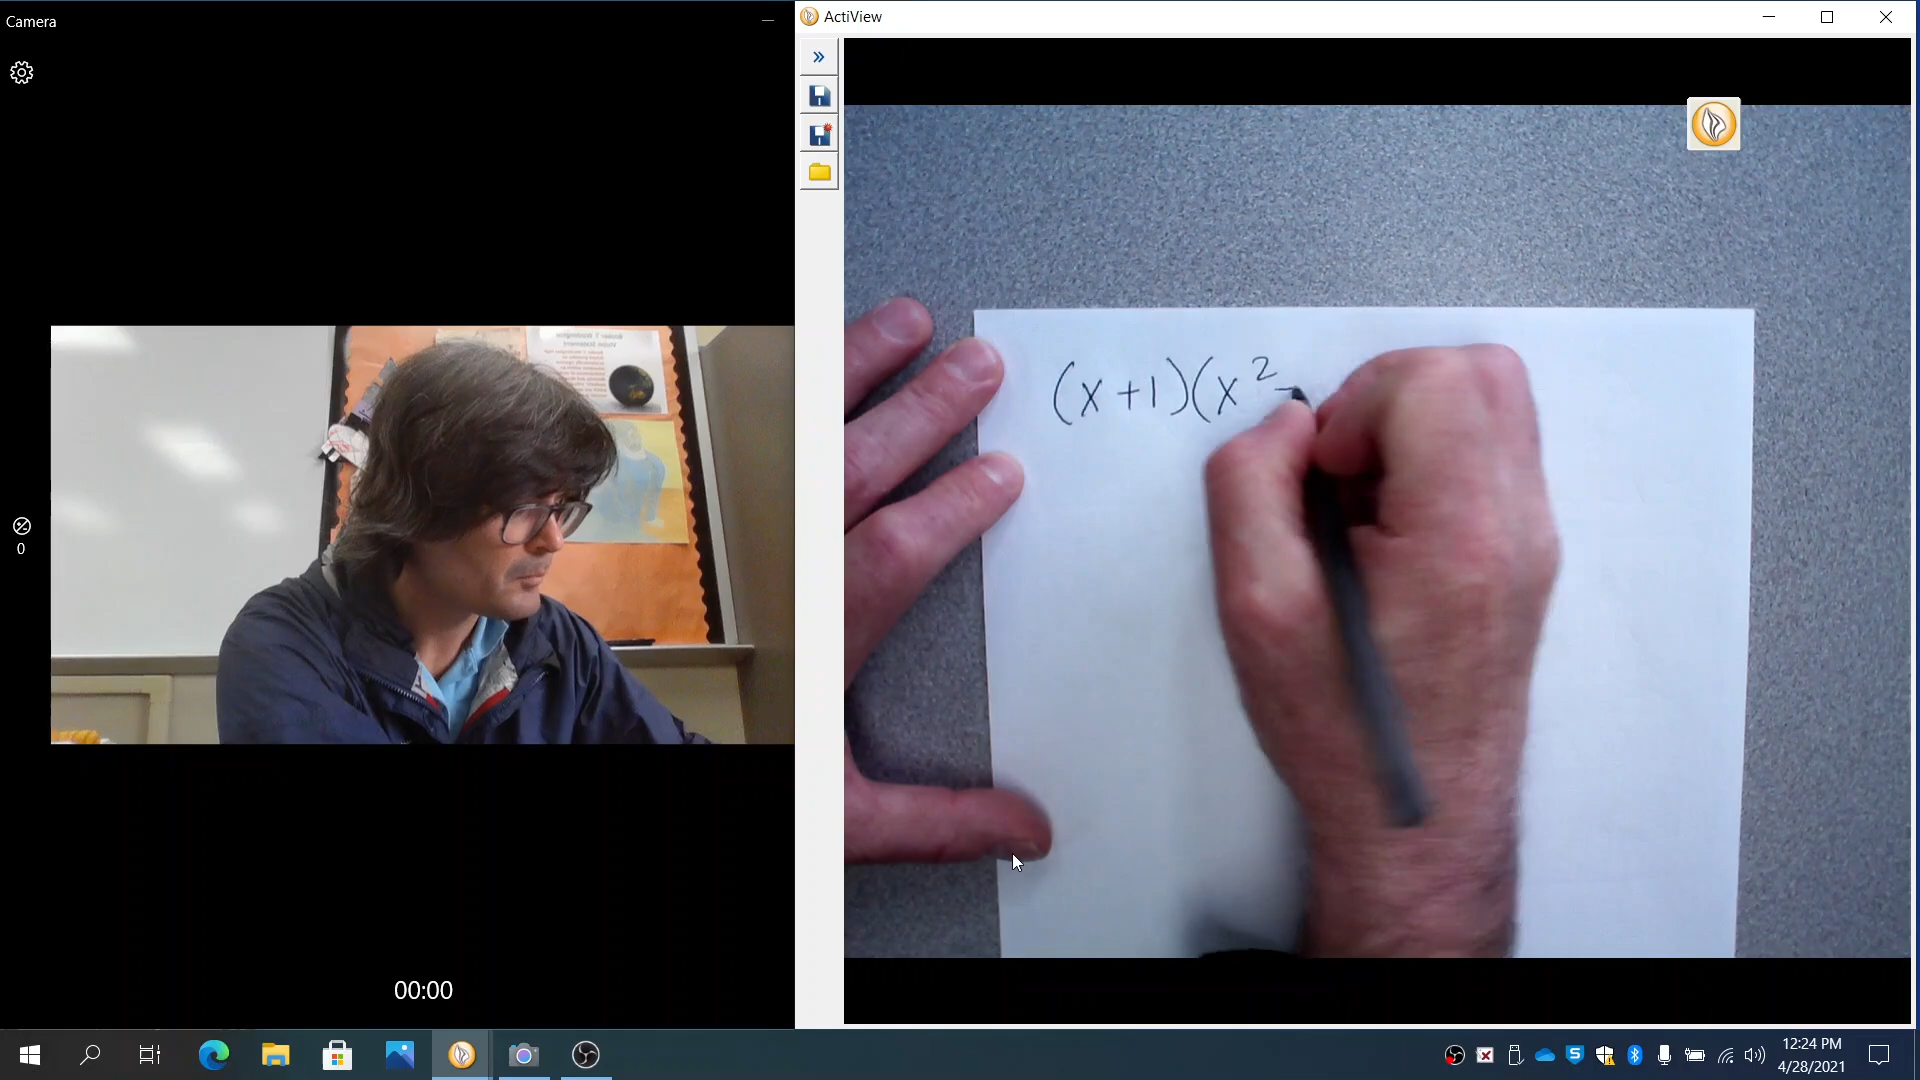 Camera
ActiView
(x+1)(x²-
0
00:00
12:24 PM
4/28/2021